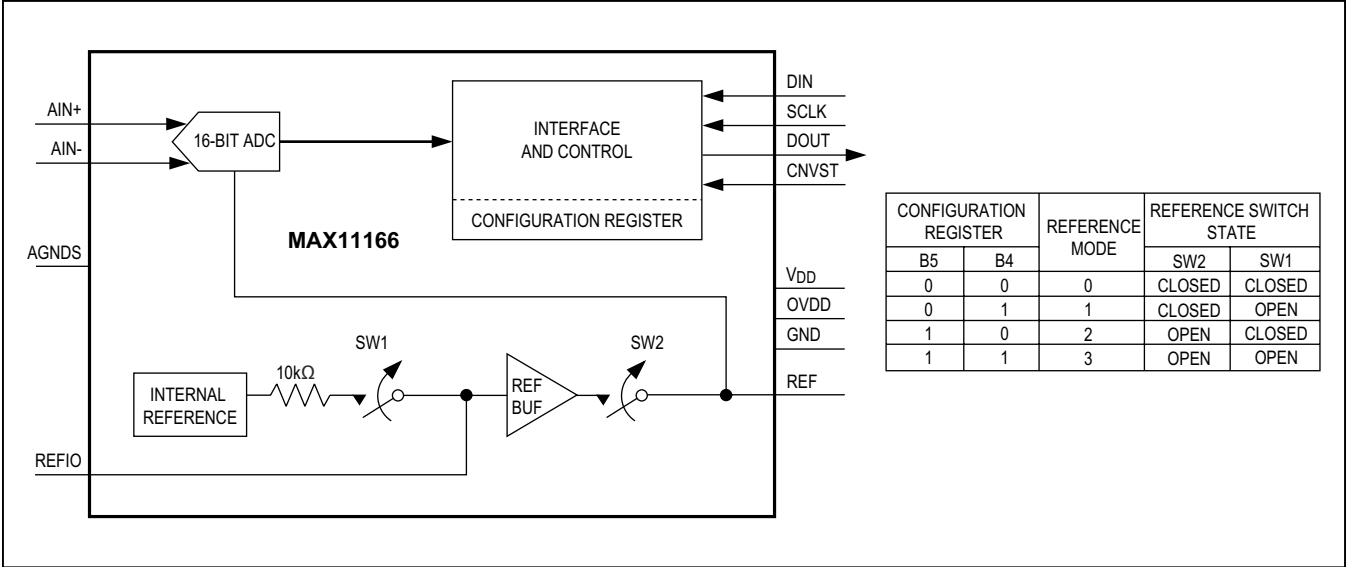 AIN+
AIN-
16-BIT ADC
INTERFACE
AND CONTROL
CONFIGURATION REGISTER
MAX11166
AGNDS
DIN
SCLK
DOUT
CNVST
VDD
OVDD
GND
REF
SW1
SW2
10kΩ
INTERNAL
REFERENCE
REF
BUF
REFIO
CONFIGURATION
REGISTER
REFERENCE
MODE
REFERENCE SWITCH
STATE
B5 B4 SW2 SW1
0 0 0 CLOSED CLOSED
0 1 1 CLOSED OPEN
1 0 2 OPEN CLOSED
1 1 3 OPEN OPEN